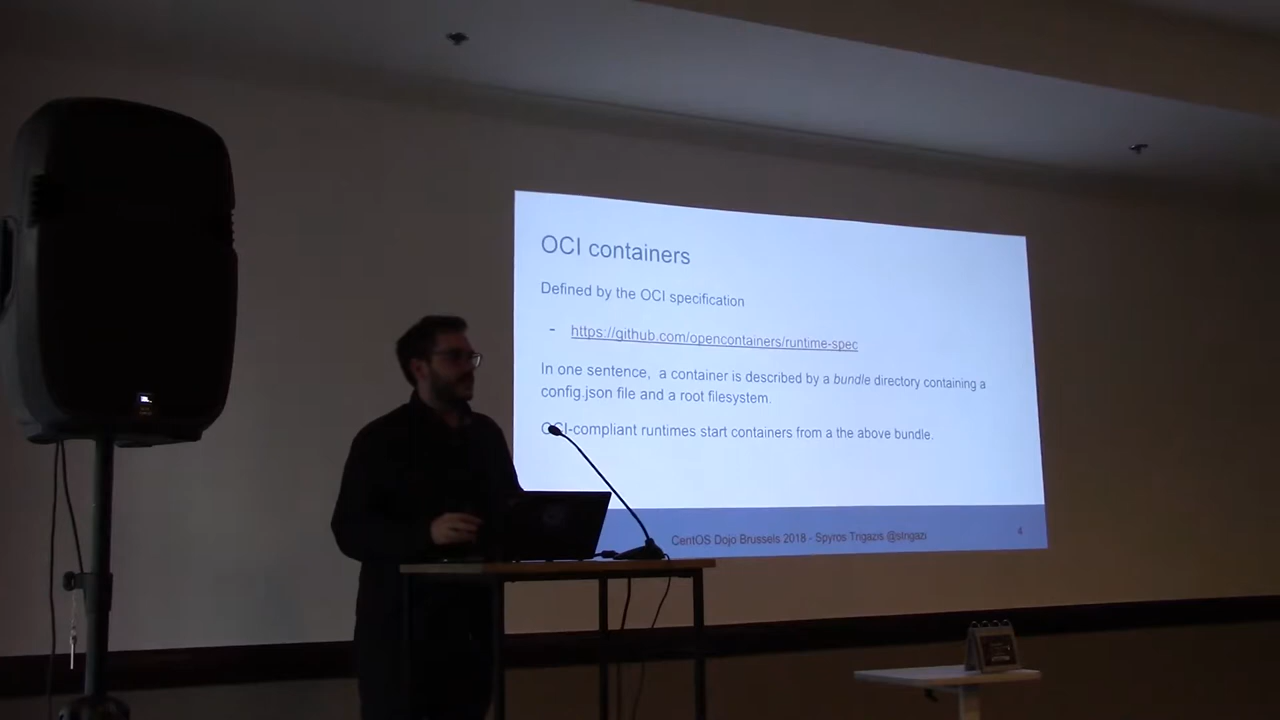 OCI containers
Defined by the OCI specification
- https://github.com/opencontainers/runtime-spec
In one sentence, a container is described by a bundle directory containing a
config.json file and a root filesystem.
OCI-compliant runtimes start containers from a the above bundle.
CentOS Dojo Brussels 2018 - Spyros Trigazis @strigazi
4
JBL